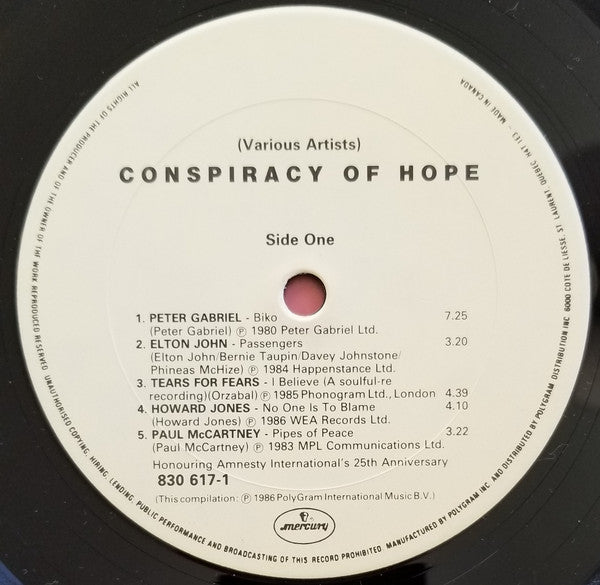 (Various Artists)
CONSPIRACY OF HOPE
Side One
1. PETER GABRIEL - Biko 7.25
(Peter Gabriel) Ⓟ 1980 Peter Gabriel Ltd.
2. ELTON JOHN - Passengers 3.20
(Elton John/Bernie Taupin/Davey Johnstone/
Phineas McHize) Ⓟ 1984 Happenstance Ltd.
3. TEARS FOR FEARS - I Believe (A soulful-re
recording)(Orzabal) Ⓟ 1985 Phonogram Ltd., London 4.39
4. HOWARD JONES - No One Is To Blame 4.10
(Howard Jones) Ⓟ 1986 WEA Records Ltd.
5. PAUL McCARTNEY - Pipes of Peace 3.22
(Paul McCartney) Ⓟ 1983 MPL Communications Ltd.
Honouring Amnesty International's 25th Anniversary
830 617-1
(This compilation: Ⓟ 1986 PolyGram International Music B.V.)
mercury
ALL RIGHTS OF THE PRODUCER AND OF THE OWNER OF THE WORK REPRODUCED RESERVED. UNAUTHORISED COPYING, HIRING, LENDING, PUBLIC PERFORMANCE AND BROADCASTING OF THIS RECORD PROHIBITED. MANUFACTURED BY POLYGRAM INC. AND DISTRIBUTED BY POLYGRAM DISTRIBUTION INC. 6000 COTE DE LIESSE, ST. LAURENT, QUEBEC, H4T 1E3 - MADE IN CANADA